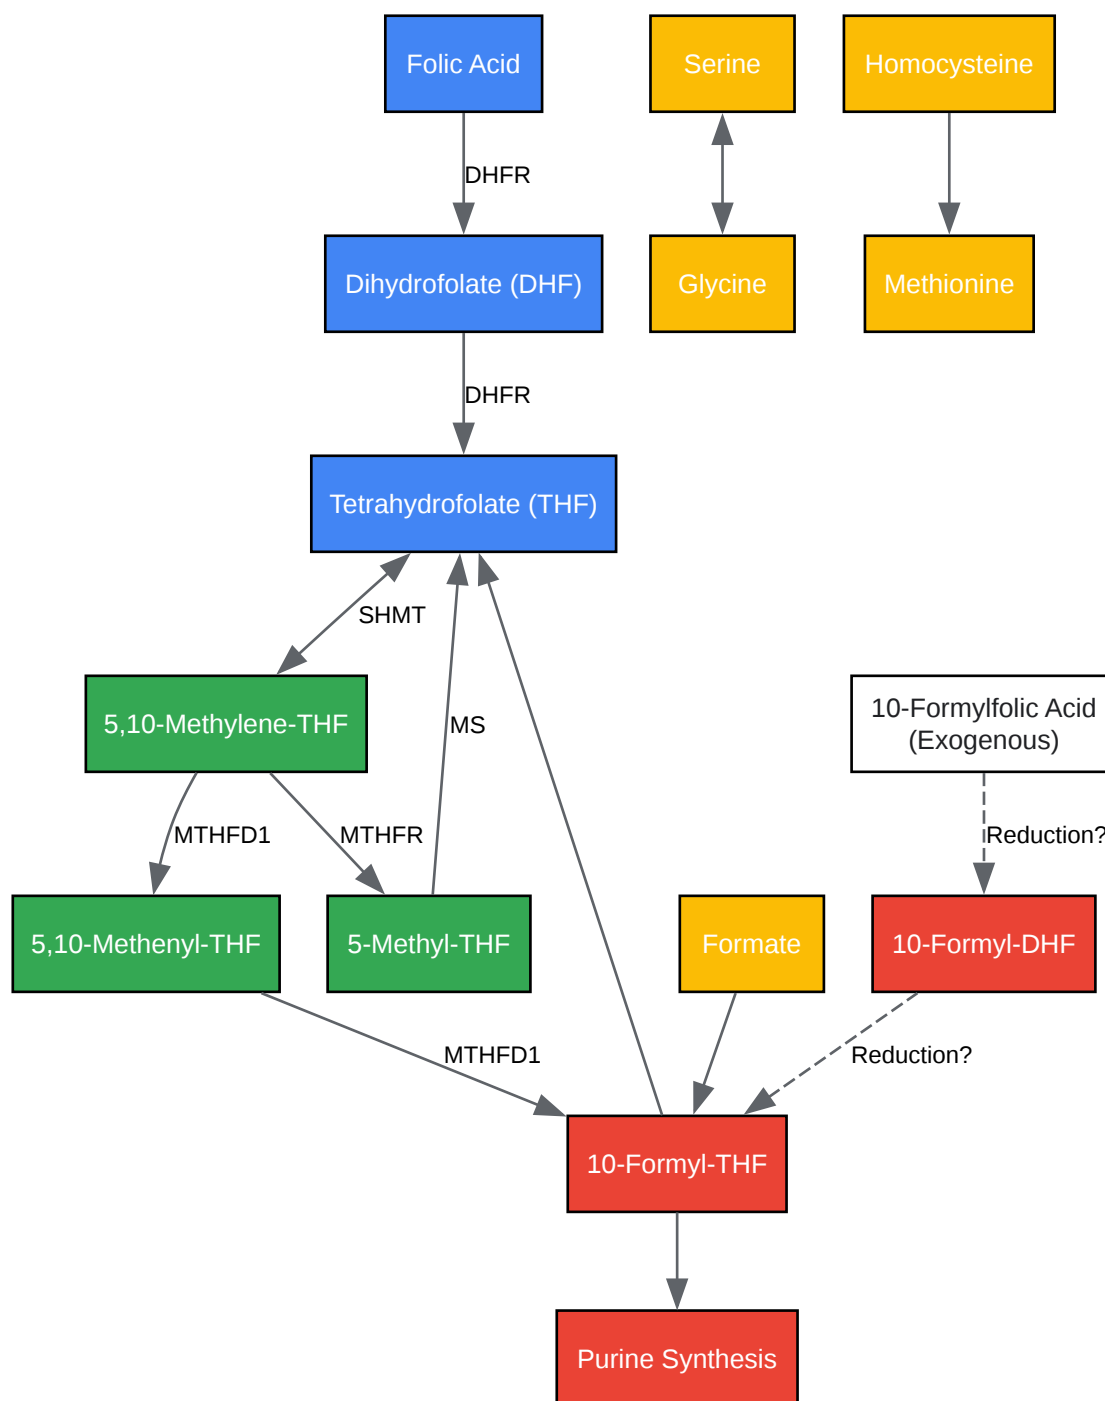 Folic Acid
Serine
Homocysteine
DHFR
Dihydrofolate (DHF)
Glycine
Methionine
DHFR
Tetrahydrofolate (THF)
SHMT
5,10-Methylene-THF
MS
10-Formylfolic Acid
(Exogenous)
MTHFD1
MTHFR
Reduction?
5,10-Methenyl-THF
5-Methyl-THF
Formate
10-Formyl-DHF
MTHFD1
Reduction?
10-Formyl-THF
Purine Synthesis